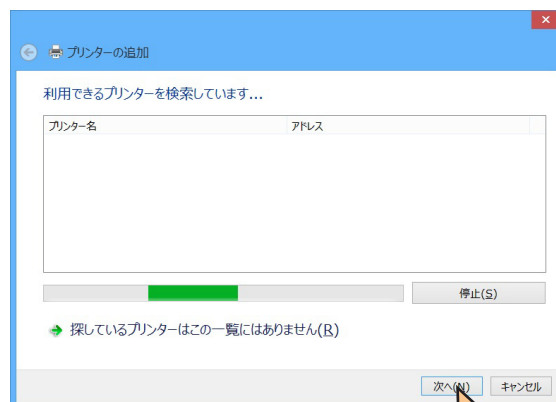 プリンターの追加
利用できるプリンターを検索しています...
プリンター名 アドレス
停止(S)
探しているプリンターはこの一覧にはありません(R)
次へ(N) キャンセル